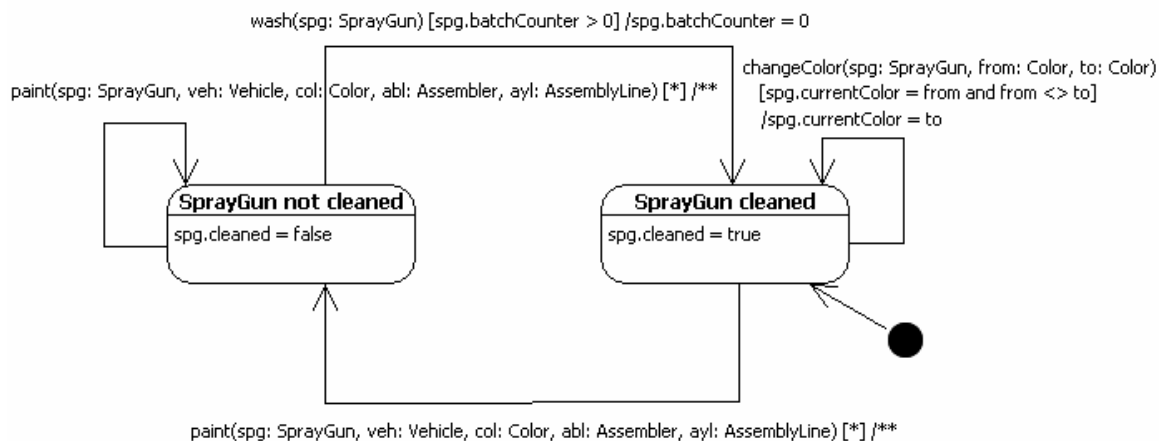 wash(spg: SprayGun) [spg.batchCounter > 0] /spg.batchCounter = 0
changeColor(spg: SprayGun, from: Color, to: Color)
[spg.currentColor = from and from <> to]
/spg.currentColor = to
paint(spg: SprayGun, veh: Vehicle, col: Color, abl: Assembler, ayl: AssemblyLine) [*] /**
SprayGun not cleaned
spg.cleaned = false
SprayGun cleaned
spg.cleaned = true
paint(spg: SprayGun, veh: Vehicle, col: Color, abl: Assembler, ayl: AssemblyLine) [*] /**